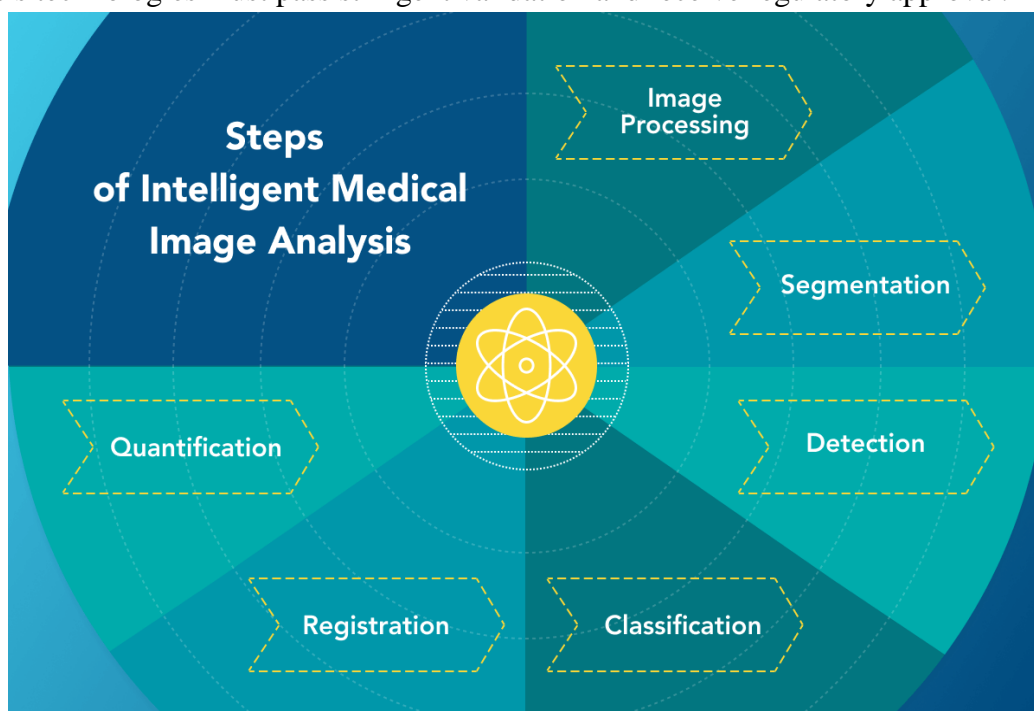 Steps
of Intelligent Medical
Image Analysis
Image
Processing
Segmentation
Detection
Classification
Registration
Quantification